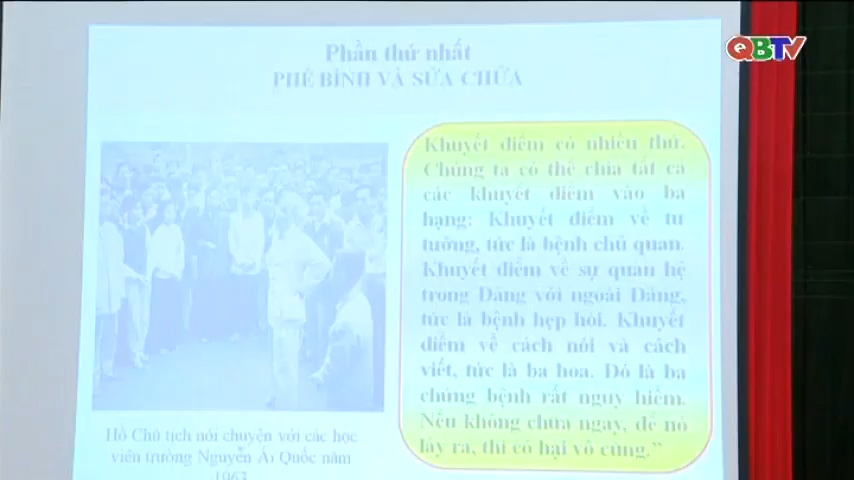 QBTV
Phần thứ nhất
PHÊ BÌNH VÀ SỬA CHỮA
Khuyết điểm có nhiều thứ.
Chúng ta có thể chia tất cả
các khuyết điểm vào ba
hạng: Khuyết điểm về tư
tưởng, tức là bệnh chủ quan.
Khuyết điểm về sự quan hệ
trong Đảng với ngoài Đảng,
tức là bệnh hẹp hòi. Khuyết
điểm về cách nói và cách
viết, tức là ba hoa. Đó là ba
chứng bệnh rất nguy hiểm.
Nếu không chữa ngay, để nó
lây ra, thì có hại vô cùng.”
Hồ Chủ tịch nói chuyện với các học
viên trường Nguyễn Ái Quốc năm
1963